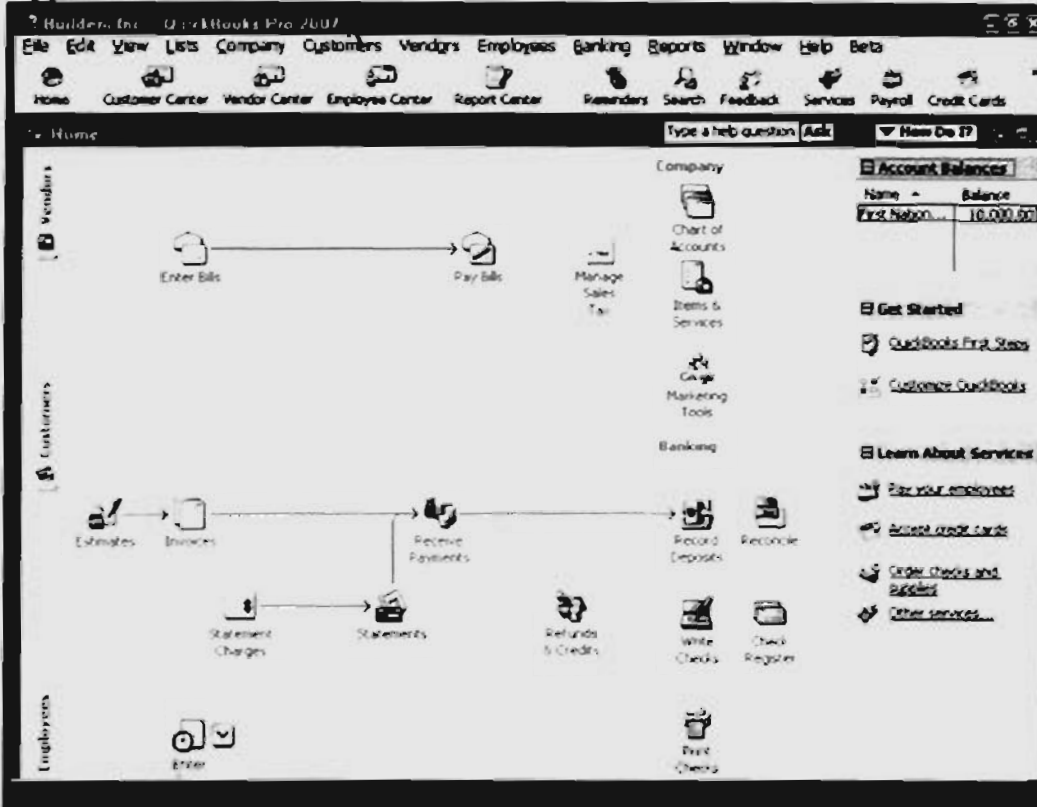 Builders Inc QuickBooks Pro 2007
File Edit View Lists Company Customers Vendors Employees Banking Reports Window Help Beta
Home Customer Center Vendor Center Employee Center Report Center Reminders Search Feedback Services Payroll Credit Cards
Home Type a help question Ask How Do I?
Vendors
Enter Bills
Pay Bills
Manage
Sales
Tax
Company
Chart of
Accounts
Items &
Services
Marketing
Tools
Account Balances
Name Balance
First Nation... 10,000.00
Get Started
QuickBooks First Steps
Customize QuickBooks
Customers
Estimates
Invoices
Receive
Payments
Statement
Charges
Statements
Refunds
& Credits
Banking
Record
Deposits
Reconcile
Write
Checks
Check
Register
Print
Checks
Learn About Services
Pay your employees
Accept credit cards
Order checks and
supplies
Other services...
Employees
Enter